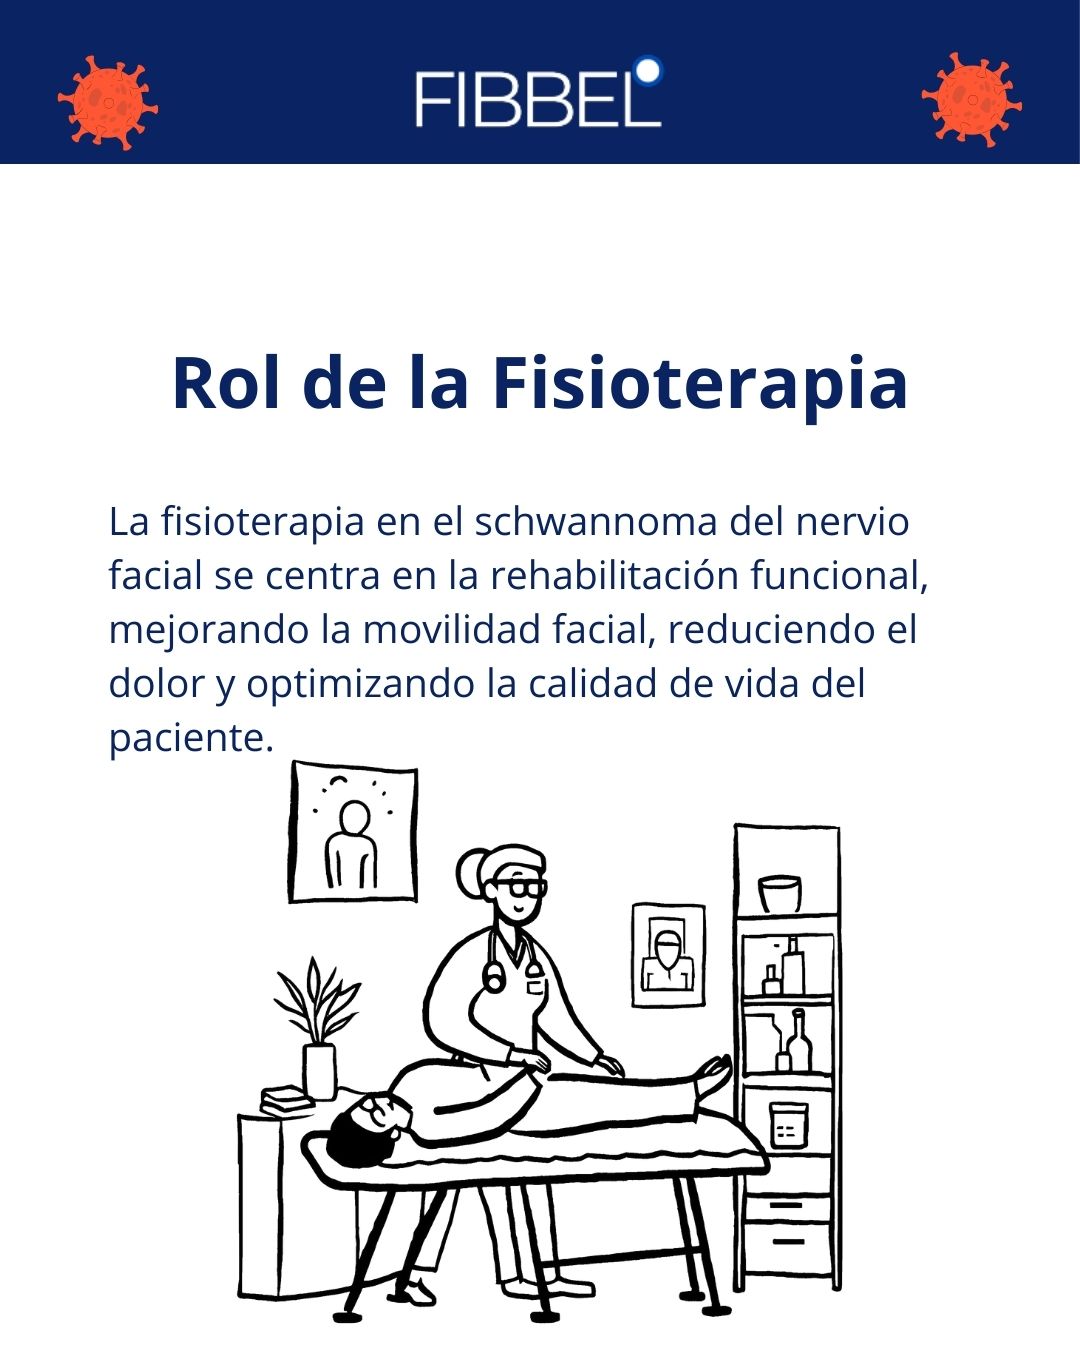 FIBBEL
Rol de la Fisioterapia
La fisioterapia en el schwannoma del nervio
facial se centra en la rehabilitación funcional,
mejorando la movilidad facial, reduciendo el
dolor y optimizando la calidad de vida del
paciente.